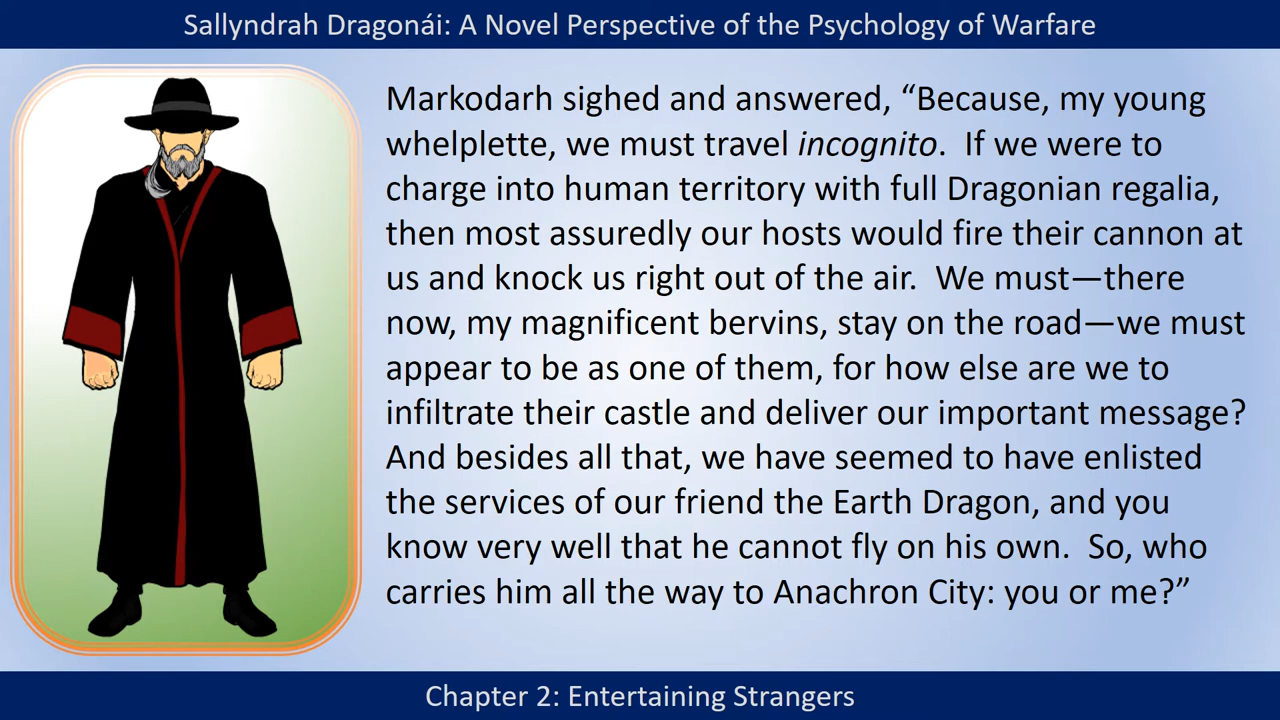 Sallyndrah Dragonái: A Novel Perspective of the Psychology of Warfare
Markodarh sighed and answered, “Because, my young
whelplette, we must travel incognito.  If we were to
charge into human territory with full Dragonian regalia,
then most assuredly our hosts would fire their cannon at
us and knock us right out of the air.  We must—there
now, my magnificent bervins, stay on the road—we must
appear to be as one of them, for how else are we to
infiltrate their castle and deliver our important message?
And besides all that, we have seemed to have enlisted
the services of our friend the Earth Dragon, and you
know very well that he cannot fly on his own.  So, who
carries him all the way to Anachron City: you or me?”
Chapter 2: Entertaining Strangers